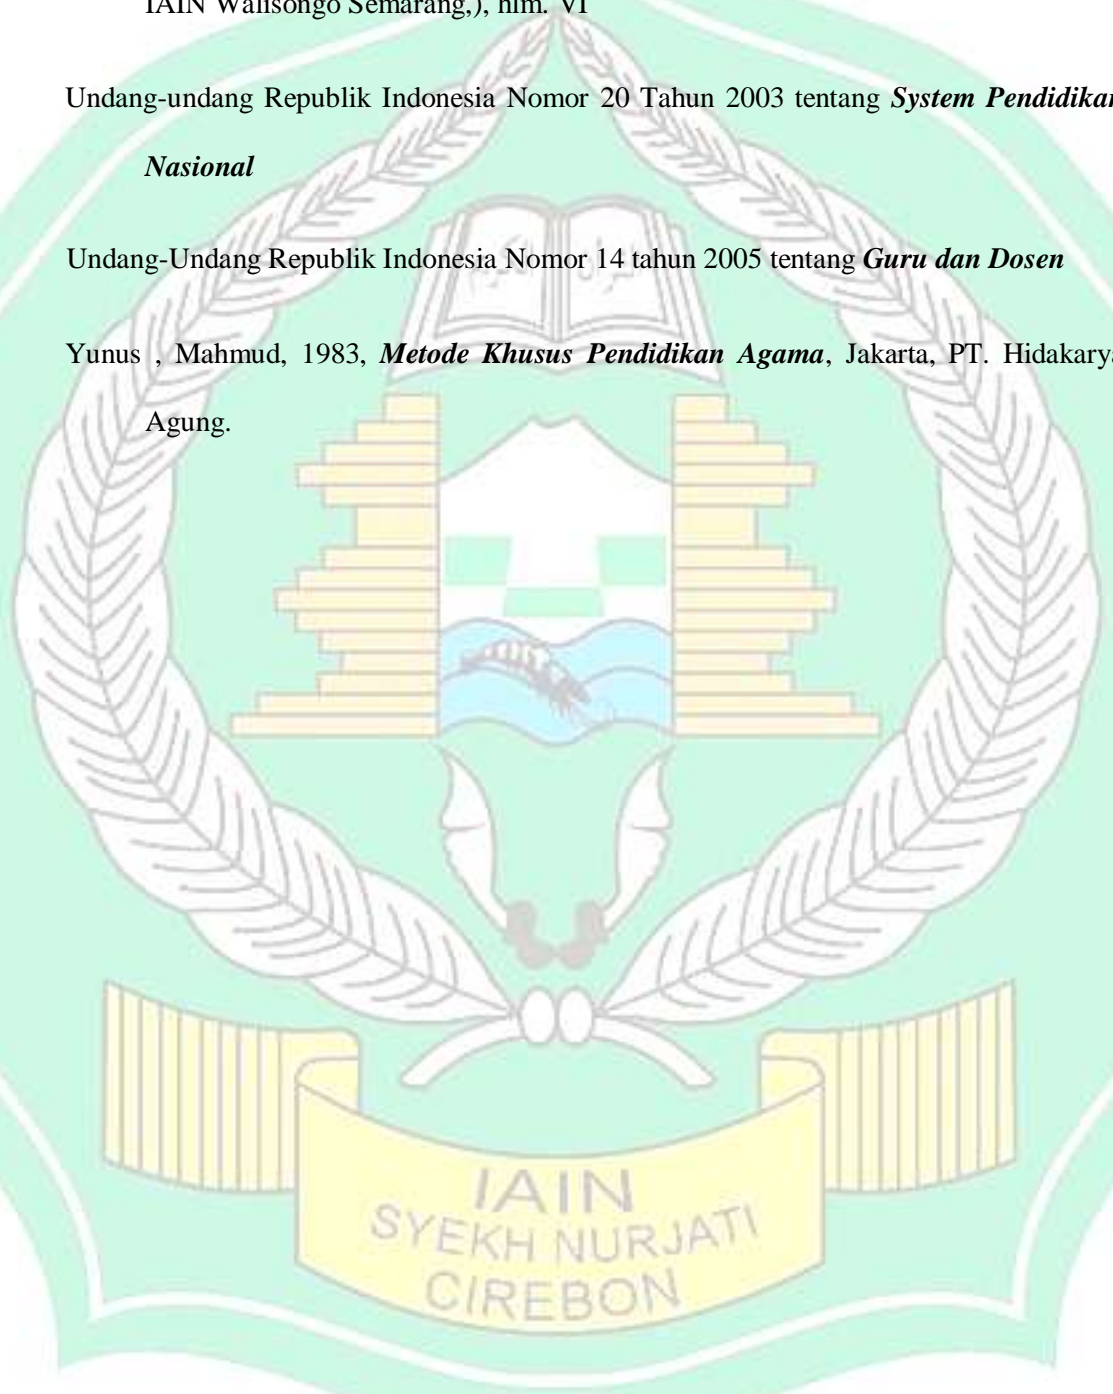 IAIN Walisongo Semarang,), hlm. VI
Undang-undang Republik Indonesia Nomor 20 Tahun 2003 tentang System Pendidikan
Nasional
Undang-Undang Republik Indonesia Nomor 14 tahun 2005 tentang Guru dan Dosen
Yunus , Mahmud, 1983, Metode Khusus Pendidikan Agama, Jakarta, PT. Hidakarya
Agung.
IAIN
SYEKH NURJATI
CIREBON